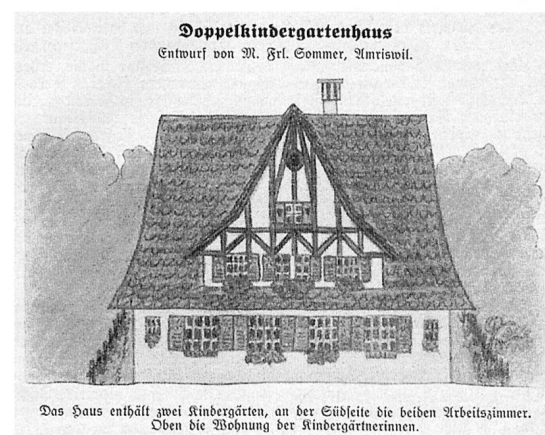 Doppelkindergartenhaus
Entwurf von M. Frl. Sommer, Amriswil.
Das Haus enthält zwei Kindergärten, an der Südseite die beiden Arbeitszimmer.
Oben die Wohnung der Kindergärtnerinnen.